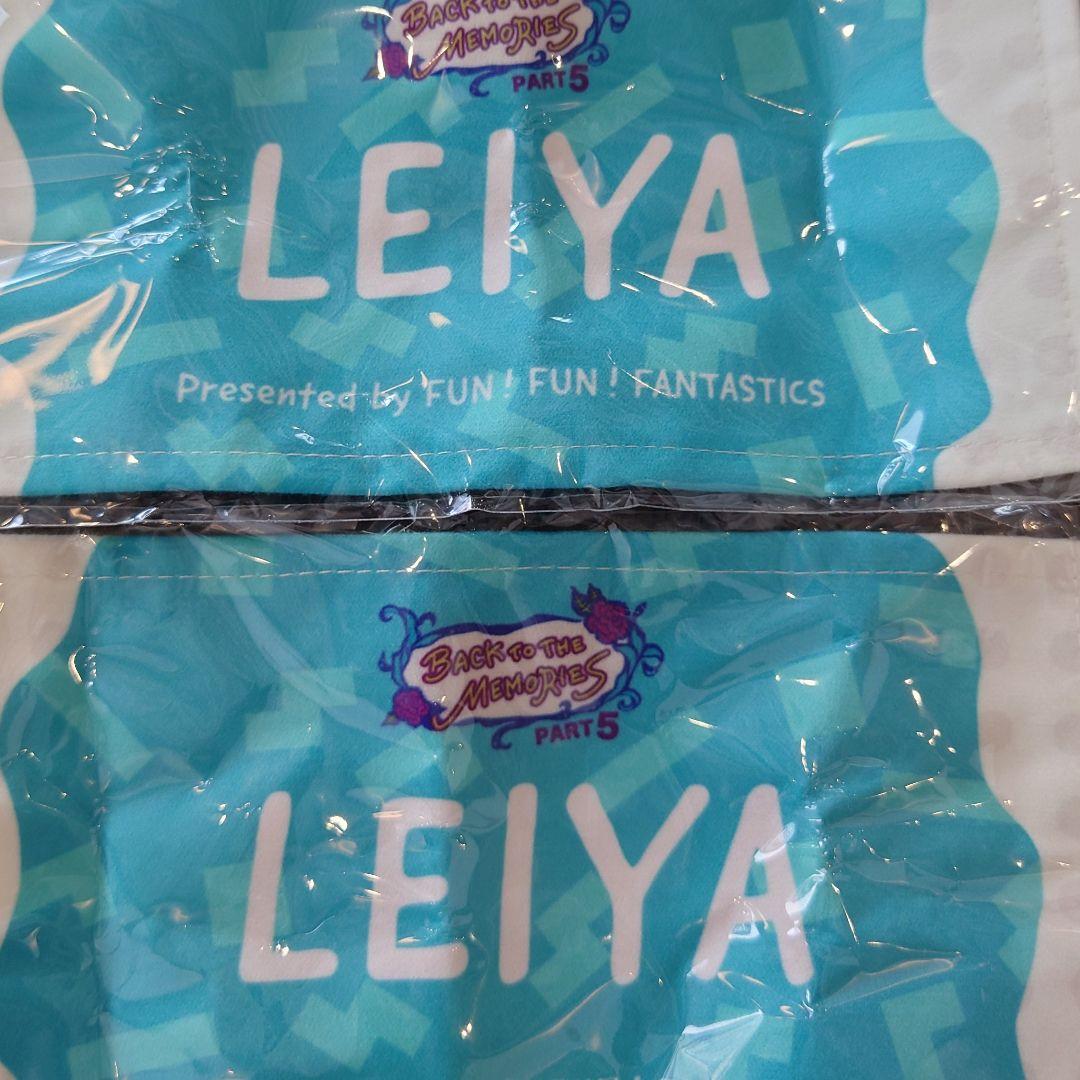 BACK TO THE
MEMORIES
PART 5
LEIYA
Presented by FUN! FUN! FANTASTICS
BACK TO THE
MEMORIES
PART 5
LEIYA